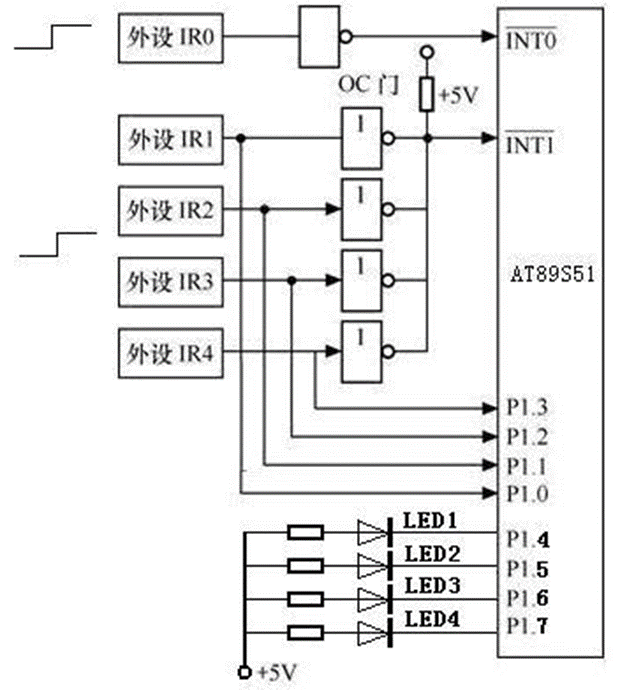 外设 IR0
INT0
OC 门
+5V
外设 IR1
1
INT1
外设 IR2
1
外设 IR3
1
AT89S51
外设 IR4
1
P1.3
P1.2
P1.1
P1.0
LED1
P1.4
LED2
P1.5
LED3
P1.6
LED4
P1.7
+5V